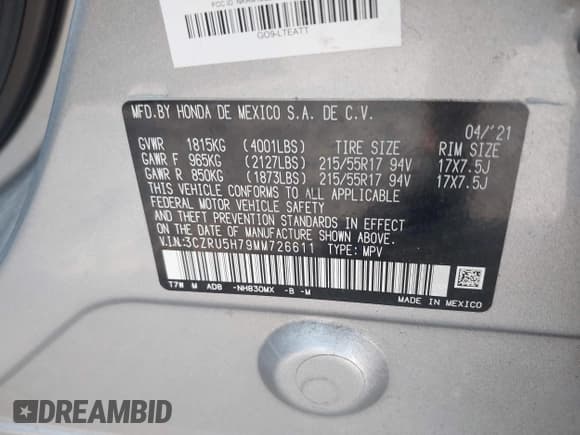 FCC ID
GO9-LTEATT
MFD.BY HONDA DE MEXICO S.A. DE C.V.
04/'21
GVWR 1815KG (4001LBS) TIRE SIZE RIM SIZE
GAWR F 965KG (2127LBS) 215/55R17 94V 17X7.5J
GAWR R 850KG (1873LBS) 215/55R17 94V 17X7.5J
THIS VEHICLE CONFORMS TO ALL APPLICABLE
FEDERAL MOTOR VEHICLE SAFETY
AND THEFT PREVENTION STANDARDS IN EFFECT
ON THE DATE OF MANUFACTURE SHOWN ABOVE.
V.I.N:3CZRU5H79MM726611 TYPE: MPV
T7W M ADB -NH830MX -B -M
MADE IN MEXICO
DREAMBID